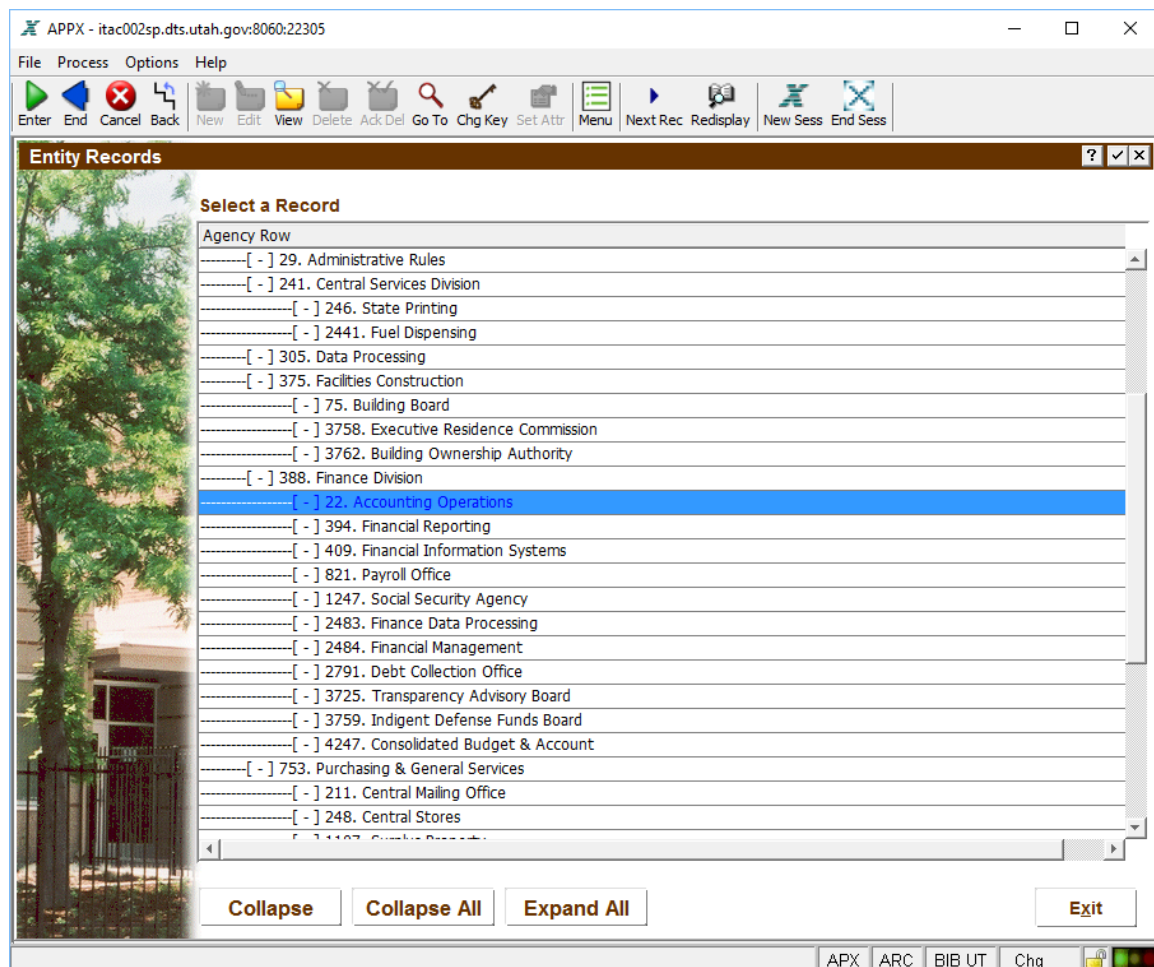 APPX - itac002sp.dts.utah.gov:8060:22305
File Process Options Help
Enter End Cancel Back New Edit View Delete Ack Del Go To Chg Key Set Attr Menu Next Rec Redisplay New Sess End Sess
Entity Records
Select a Record
Agency Row
---------[ - ] 29. Administrative Rules
---------[ - ] 241. Central Services Division
------------------[ - ] 246. State Printing
------------------[ - ] 2441. Fuel Dispensing
---------[ - ] 305. Data Processing
---------[ - ] 375. Facilities Construction
------------------[ - ] 75. Building Board
------------------[ - ] 3758. Executive Residence Commission
------------------[ - ] 3762. Building Ownership Authority
---------[ - ] 388. Finance Division
------------------[ - ] 22. Accounting Operations
------------------[ - ] 394. Financial Reporting
------------------[ - ] 409. Financial Information Systems
------------------[ - ] 821. Payroll Office
------------------[ - ] 1247. Social Security Agency
------------------[ - ] 2483. Finance Data Processing
------------------[ - ] 2484. Financial Management
------------------[ - ] 2791. Debt Collection Office
------------------[ - ] 3725. Transparency Advisory Board
------------------[ - ] 3759. Indigent Defense Funds Board
------------------[ - ] 4247. Consolidated Budget & Account
---------[ - ] 753. Purchasing & General Services
------------------[ - ] 211. Central Mailing Office
------------------[ - ] 248. Central Stores
Collapse Collapse All Expand All Exit
APX ARC BIB UT Chg